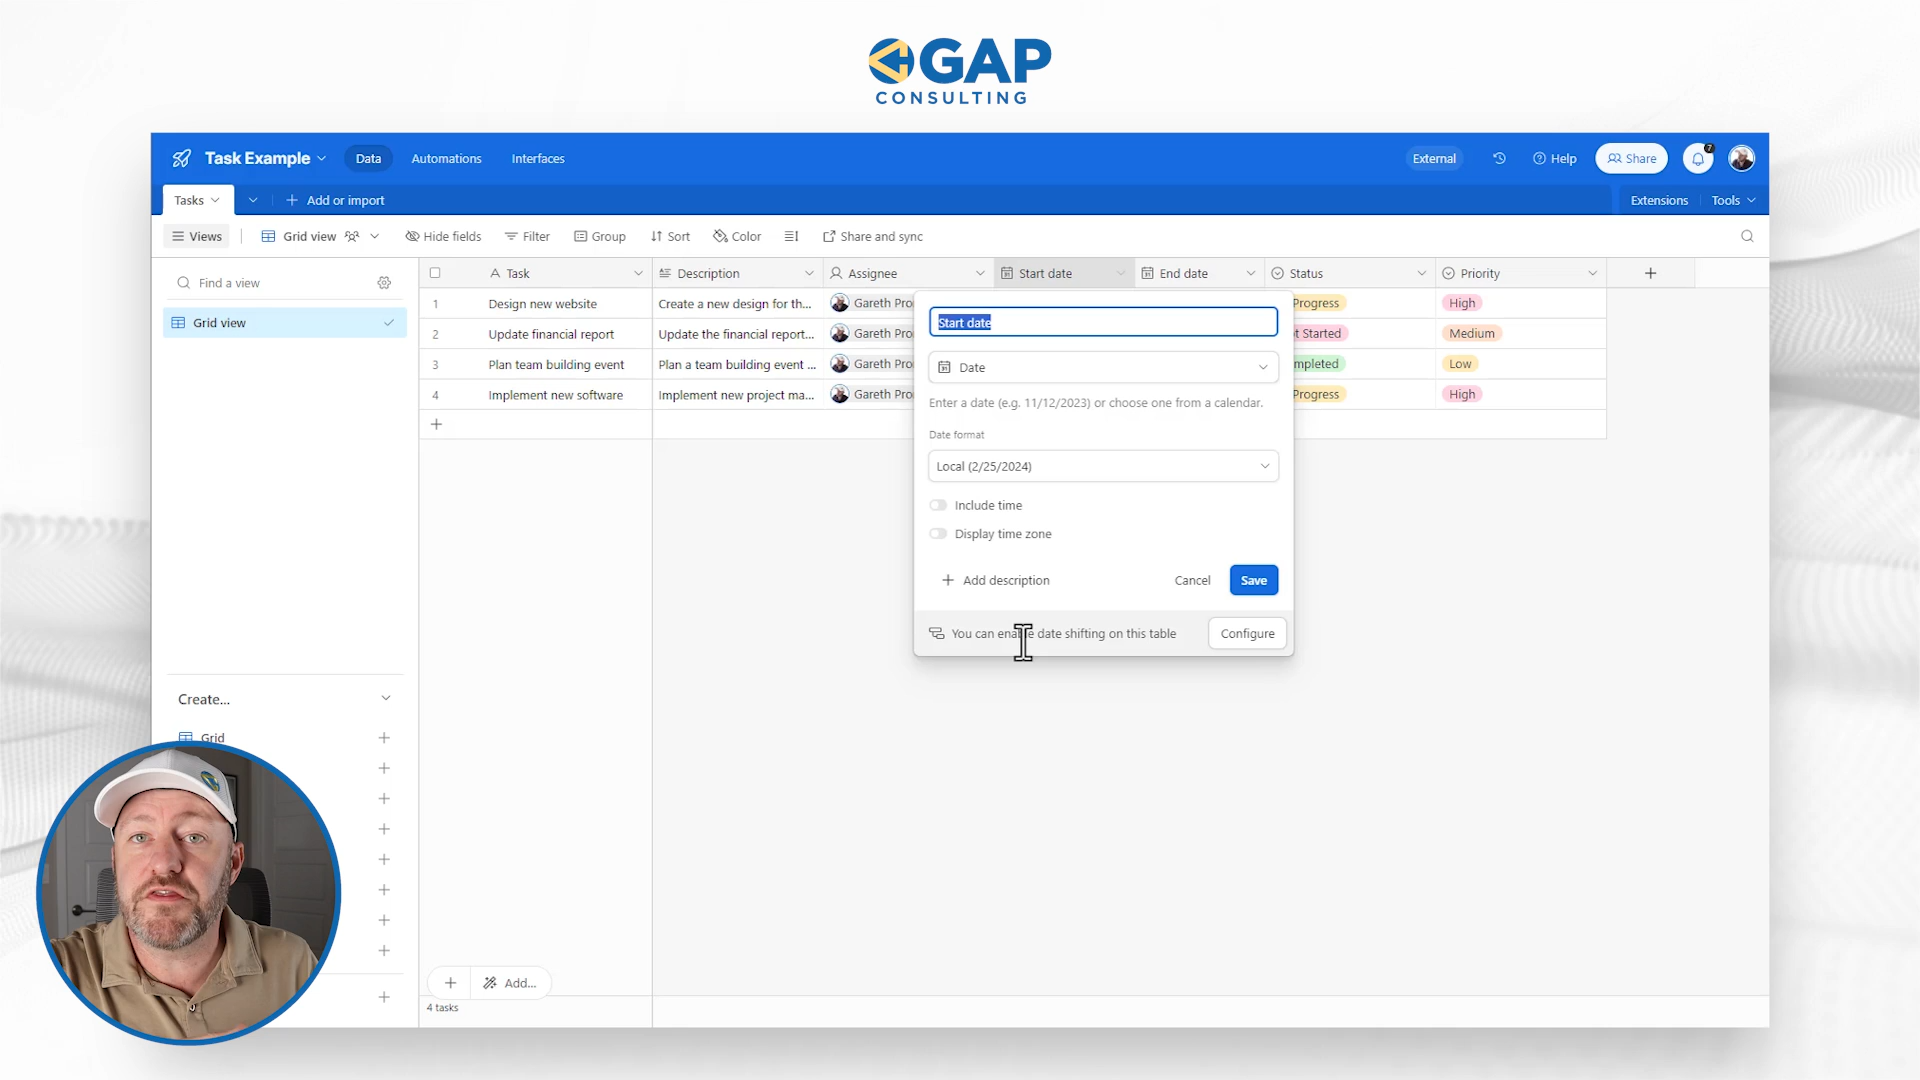 GAP
CONSULTING
Task Example
Data
Automations
Interfaces
External
Help
Share
7
Tasks
Add or import
Extensions
Tools
Views
Grid view
Hide fields
Filter
Group
Sort
Color
Share and sync
Find a view
Grid view
Task
Description
Assignee
Start date
End date
Status
Priority
1
Design new website
Create a new design for th...
Gareth Pro
Progress
High
2
Update financial report
Update the financial report...
Gareth Pro
t Started
Medium
3
Plan team building event
Plan a team building event ...
Gareth Pro
mpleted
Low
4
Implement new software
Implement new project ma...
Gareth Pro
Progress
High
Start date
Date
Enter a date (e.g. 11/12/2023) or choose one from a calendar.
Date format
Local (2/25/2024)
Include time
Display time zone
Add description
Cancel
Save
You can enable date shifting on this table
Configure
Create...
Grid
Add...
4 tasks